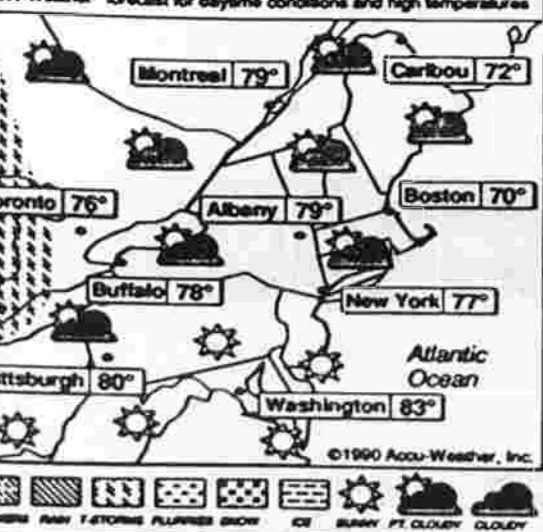 forecast for daytime conditions and high temperatures
Montreal 79°
Caribou 72°
oronto 76°
Albany 79°
Boston 70°
Buffalo 78°
New York 77°
Atlantic
Ocean
ittsburgh 80°
Washington 83°
©1990 Accu-Weather, Inc.
RAIN T-STORMS FLURRIES SNOW ICE SUNNY PT. CLOUDY CLOUDY